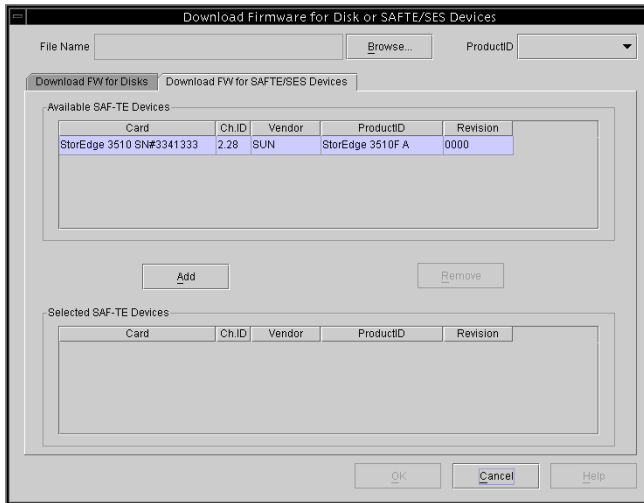 Download Firmware for Disk or SAFTE/SES Devices
File Name Browse... ProductID
Download FW for Disks Download FW for SAFTE/SES Devices
Available SAF-TE Devices
Card Ch.ID Vendor ProductID Revision
StorEdge 3510 SN#3341333 2.28 SUN StorEdge 3510F A 0000
Add Remove
Selected SAF-TE Devices
Card Ch.ID Vendor ProductID Revision
OK Cancel Help